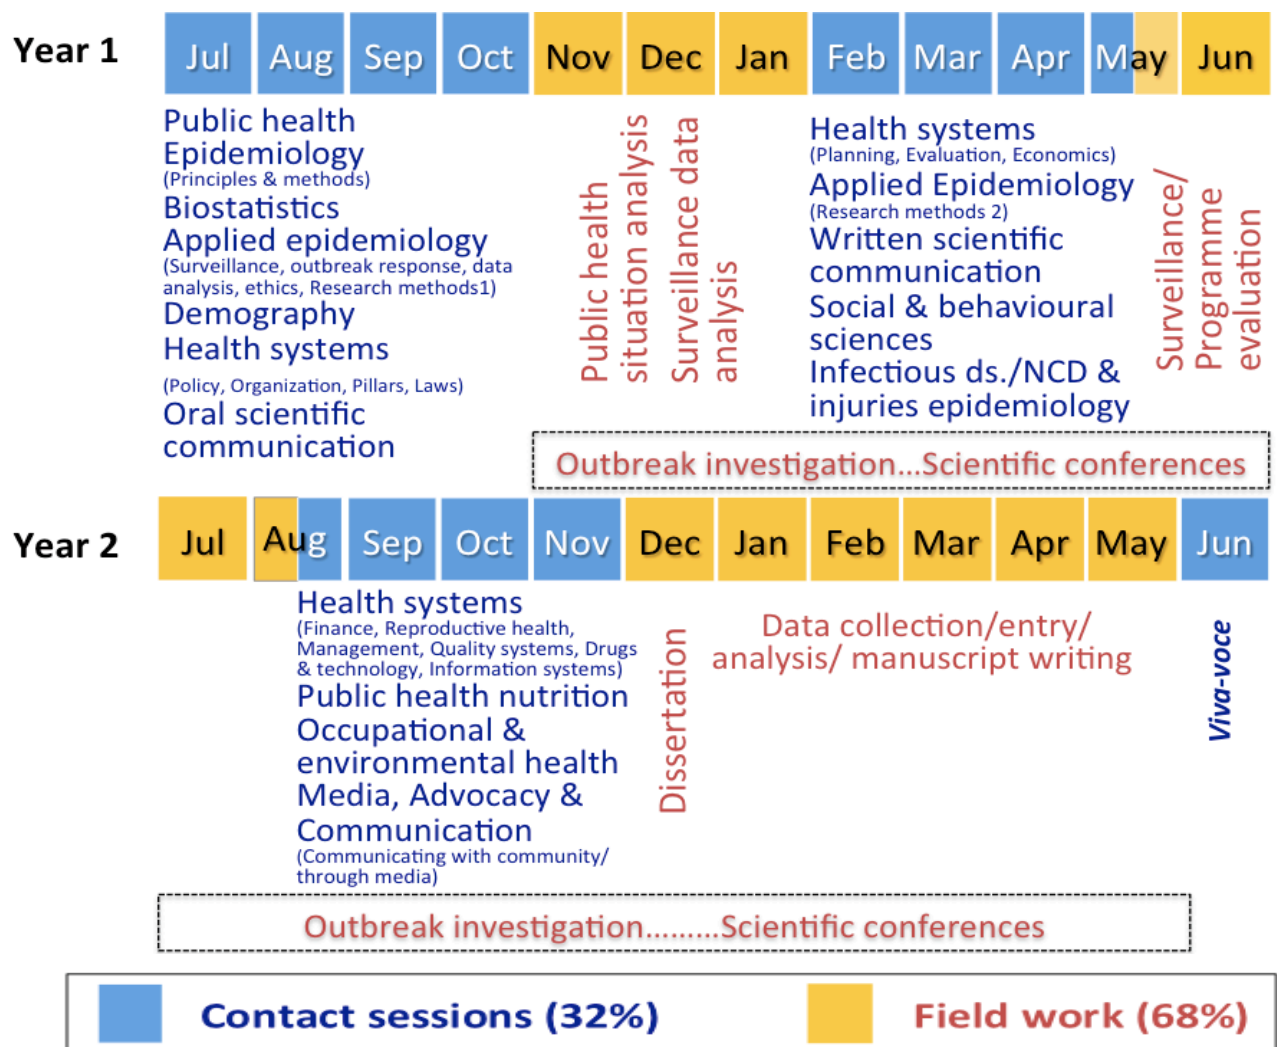 Year 1
Jul Aug Sep Oct Nov Dec Jan Feb Mar Apr May Jun
Public health
Epidemiology
(Principles & methods)
Biostatistics
Applied epidemiology
(Surveillance, outbreak response, data
analysis, ethics, Research methods1)
Demography
Health systems
(Policy, Organization, Pillars, Laws)
Oral scientific
communication
Public health
situation analysis
Surveillance data
analysis
Health systems
(Planning, Evaluation, Economics)
Applied Epidemiology
(Research methods 2)
Written scientific
communication
Social & behavioural
sciences
Infectious ds./NCD &
injuries epidemiology
Surveillance/
Programme
evaluation
Outbreak investigation...Scientific conferences
Year 2
Jul Aug Sep Oct Nov Dec Jan Feb Mar Apr May Jun
Health systems
(Finance, Reproductive health,
Management, Quality systems, Drugs
& technology, Information systems)
Public health nutrition
Occupational &
environmental health
Media, Advocacy &
Communication
(Communicating with community/
through media)
Dissertation
Data collection/entry/
analysis/ manuscript writing
Viva-voce
Outbreak investigation.........Scientific conferences
Contact sessions (32%)
Field work (68%)